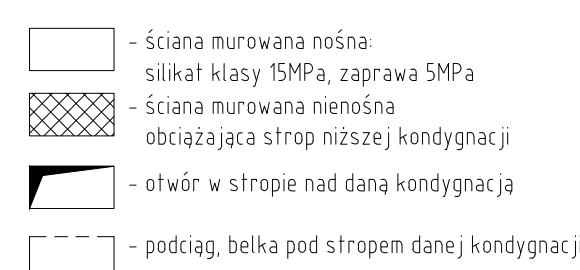 - ściana murowana nośna:
silikat klasy 15MPa, zaprawa 5MPa
- ściana murowana nienośna
obciążająca strop niższej kondygnacji
- otwór w stropie nad daną kondygnacją
- podciąg, belka pod stropem danej kondygnacji